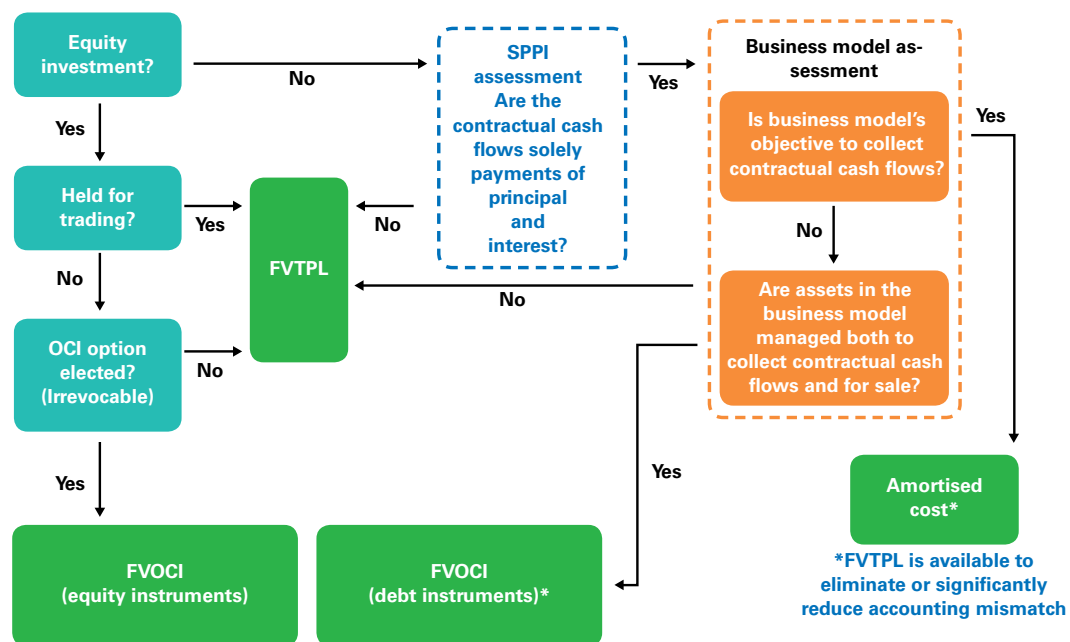 Equity
investment?
No
SPPI
assessment
Are the
contractual cash
flows solely
payments of
principal
and
interest?
Yes
Business model as-
sessment
Is business model's
objective to collect
contractual cash flows?
Yes
Yes
Held for
trading?
Yes
FVTPL
No
No
No
No
Are assets in the
business model
managed both to
collect contractual cash
flows and for sale?
OCI option
elected?
(Irrevocable)
No
Yes
Yes
Amortised
cost*
*FVTPL is available to
eliminate or significantly
reduce accounting mismatch
FVOCI
(equity instruments)
FVOCI
(debt instruments)*